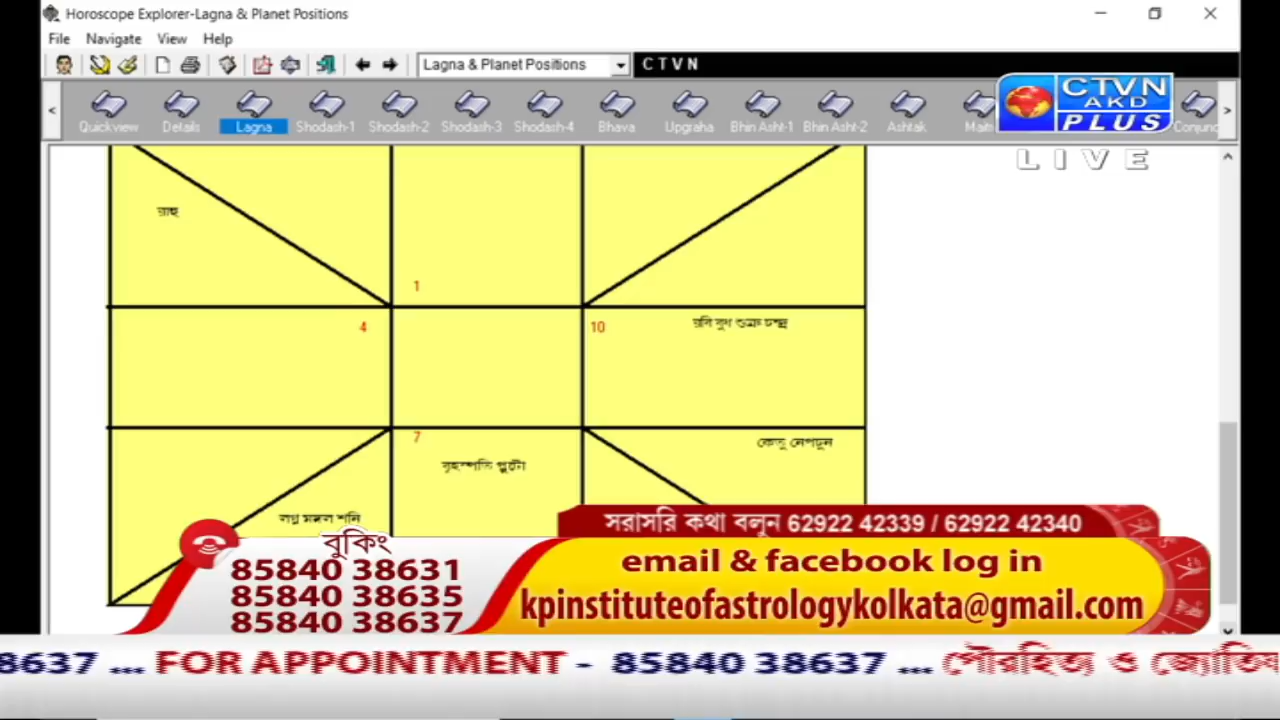 Horoscope Explorer-Lagna & Planet Positions
File Navigate View Help
Lagna & Planet Positions
C T V N
Quickview Details Lagna Shodash-1 Shodash-2 Shodash-3 Shodash-4 Bhava Upgraha Bhin Asht-1 Bhin Asht-2 Ashtak
CTVN
AKD
PLUS
LIVE
রাহু
1
4
10 রবি বুধ শুক্র চন্দ্র
7
কেতু নেপচুন
বৃহস্পতি প্লুটো
লগ্ন মঙ্গল শনি
সরাসরি কথা বলুন 62922 42339 / 62922 42340
বুকিং
85840 38631
85840 38635
85840 38637
email & facebook log in
kpinstituteofastrologykolkata@gmail.com
38637 ... FOR APPOINTMENT - 85840 38637 ... পৌরহিত্য ও